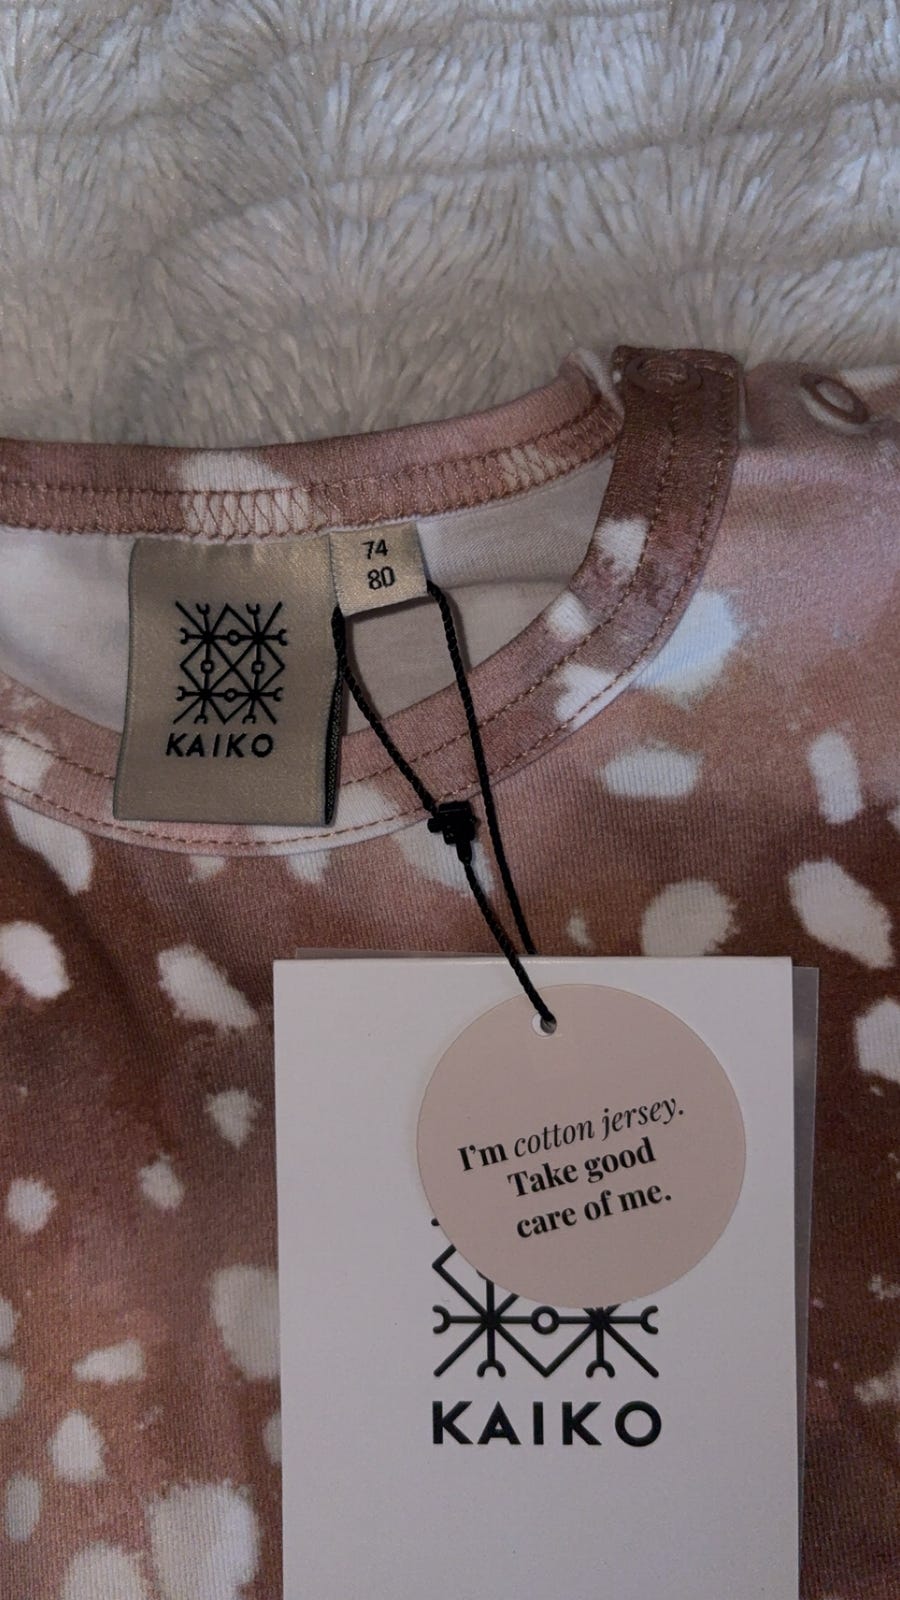 74
80
KAIKO
I'm cotton jersey.
Take good
care of me.
KAIKO